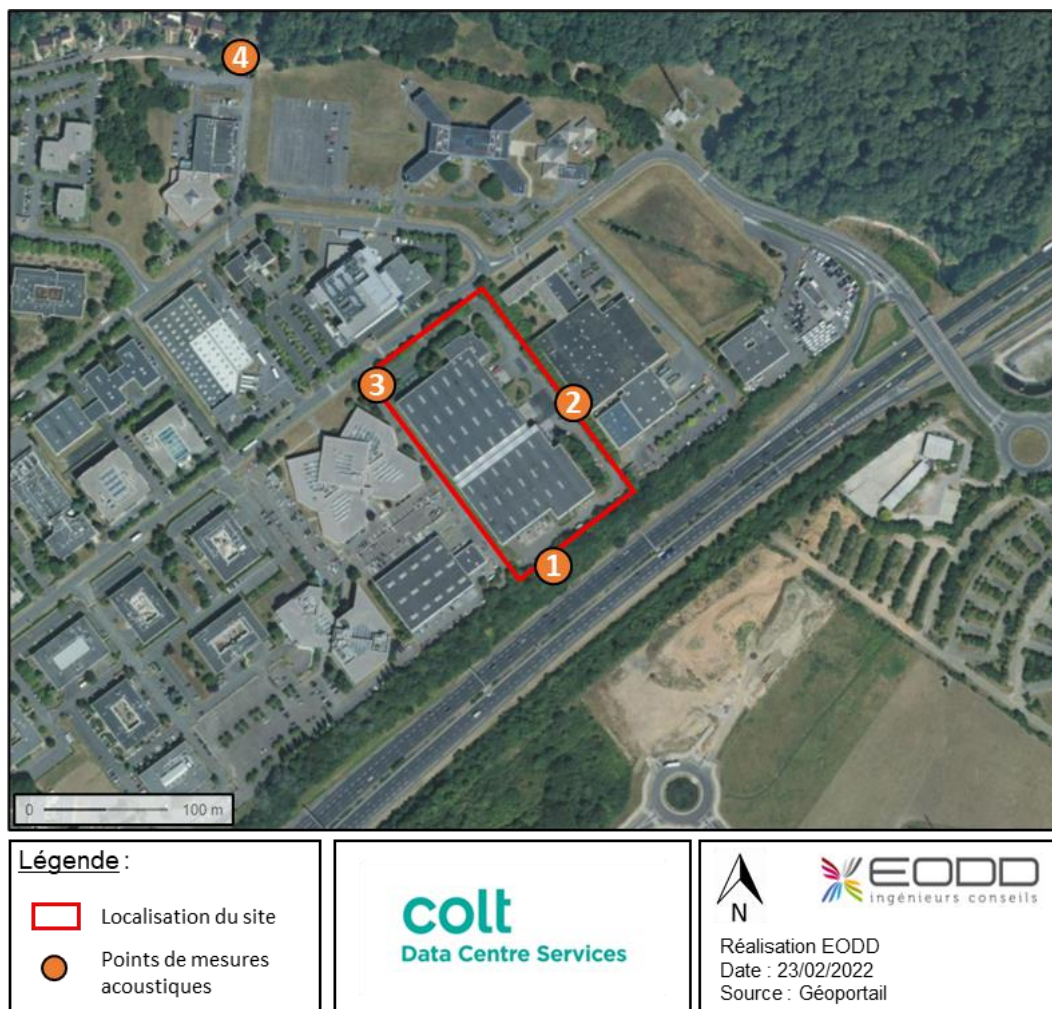 4
3
2
1
0 100 m
Légende :
Localisation du site
Points de mesures
acoustiques
colt
Data Centre Services
N
EODD
ingénieurs conseils
Réalisation EODD
Date : 23/02/2022
Source : Géoportail